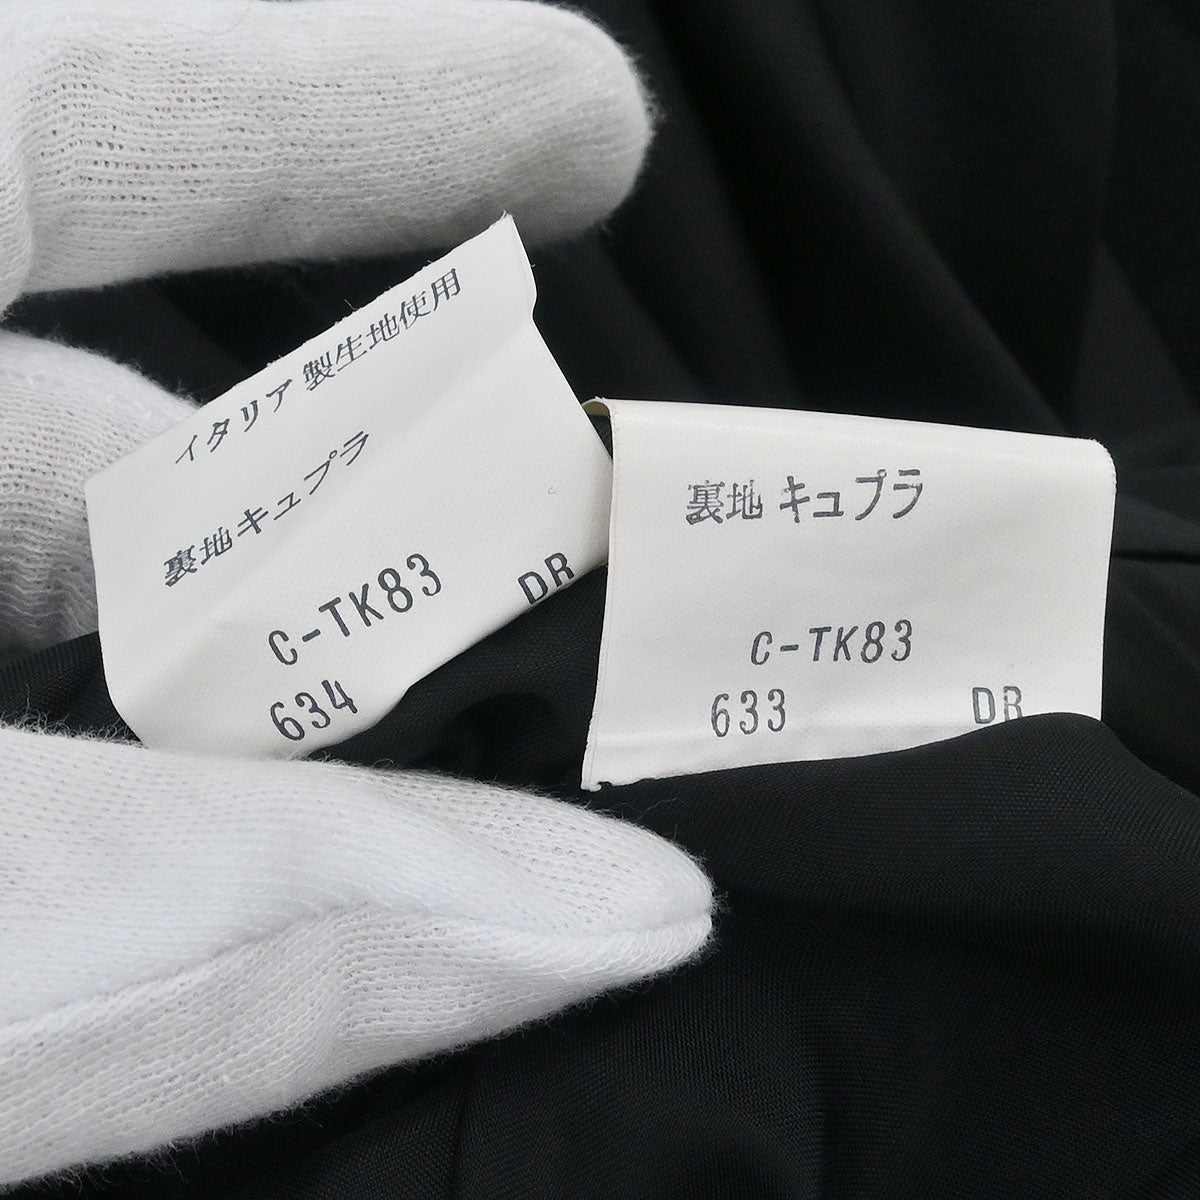 イタリア製生地使用
裏地キュプラ
C-TK83
634 DR
裏地 キュプラ
C-TK83
633 DR